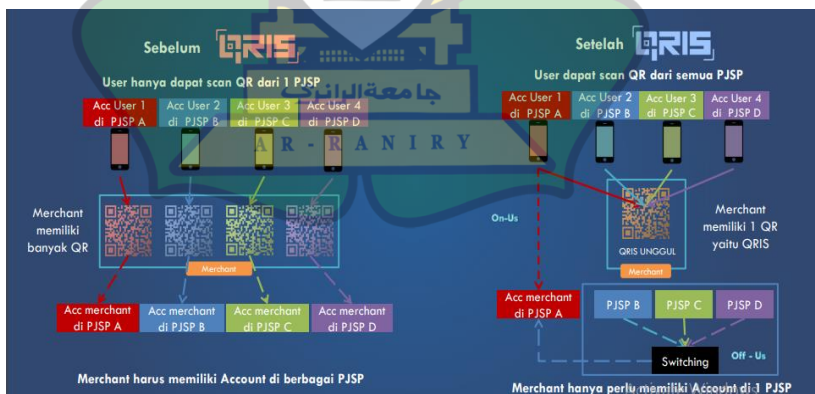 Sebelum QRIS
User hanya dapat scan QR dari 1 PJSP
Acc User 1 di PJSP A
Acc User 2 di PJSP B
Acc User 3 di PJSP C
Acc User 4 di PJSP D
Merchant
memiliki
banyak QR
Merchant
Acc merchant
di PJSP A
Acc merchant
di PJSP B
Acc merchant
di PJSP C
Acc merchant
di PJSP D
Merchant harus memiliki Account di berbagai PJSP
جامعة الرانري
AR - RANIRY
Setelah QRIS
User dapat scan QR dari semua PJSP
Acc User 1
di PJSP A
Acc User 2
di PJSP B
Acc User 3
di PJSP C
Acc User 4
di PJSP D
On-Us
QRIS UNGGUL
Merchant
Merchant
memiliki 1 QR
yaitu QRIS
Acc merchant
di PJSP A
PJSP B
PJSP C
PJSP D
Switching
Off - Us
Merchant hanya perlu memiliki Account di 1 PJSP